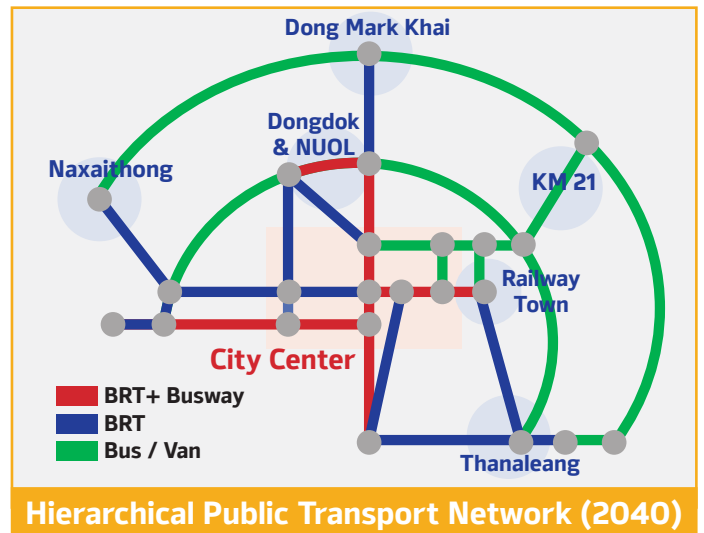 Dong Mark Khai
Dongdok
& NUOL
Naxaithong
KM 21
Railway
Town
City Center
BRT+ Busway
BRT
Bus / Van
Thanaleang
Hierarchical Public Transport Network (2040)